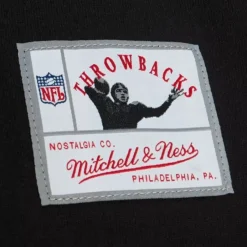 THROWBACKS
NFL
NOSTALGIA CO.
Mitchell & Ness
PHILADELPHIA, PA.